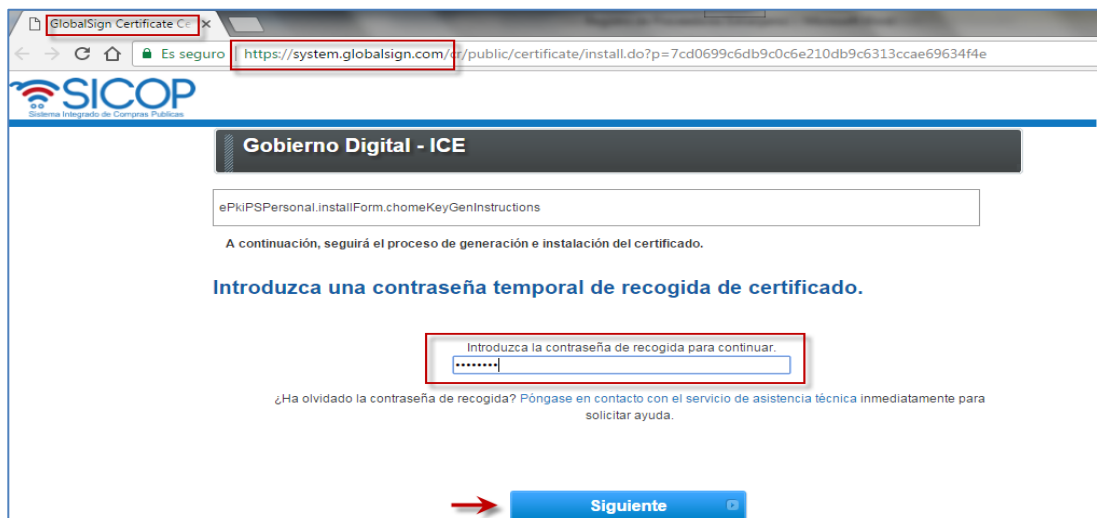 GlobalSign Certificate Ce
Es seguro | https://system.globalsign.com/cr/public/certificate/install.do?p=7cd0699c6db9c0c6e210db9c6313ccae69634f4e
SICOP
Sistema Integrado de Compras Publicas
Gobierno Digital - ICE
ePkiPSPersonal.installForm.chomeKeyGenInstructions
A continuación, seguirá el proceso de generación e instalación del certificado.
Introduzca una contraseña temporal de recogida de certificado.
Introduzca la contraseña de recogida para continuar.
••••••••
¿Ha olvidado la contraseña de recogida? Póngase en contacto con el servicio de asistencia técnica inmediatamente para
solicitar ayuda.
Siguiente